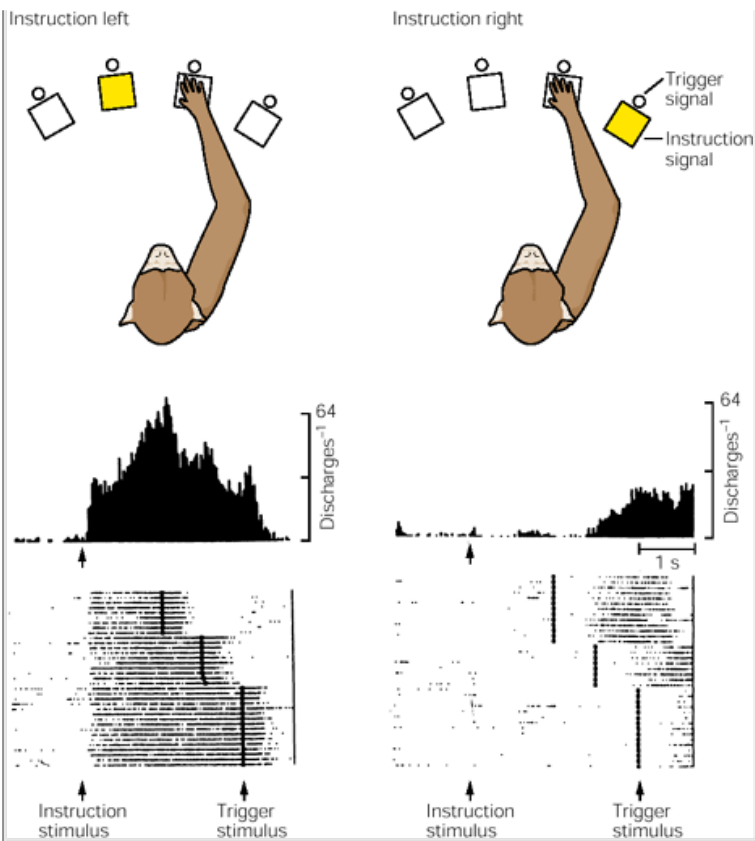 Instruction left
Instruction right
Trigger
signal
Instruction
signal
64
Discharges⁻¹
64
Discharges⁻¹
1 s
Instruction
stimulus
Trigger
stimulus
Instruction
stimulus
Trigger
stimulus